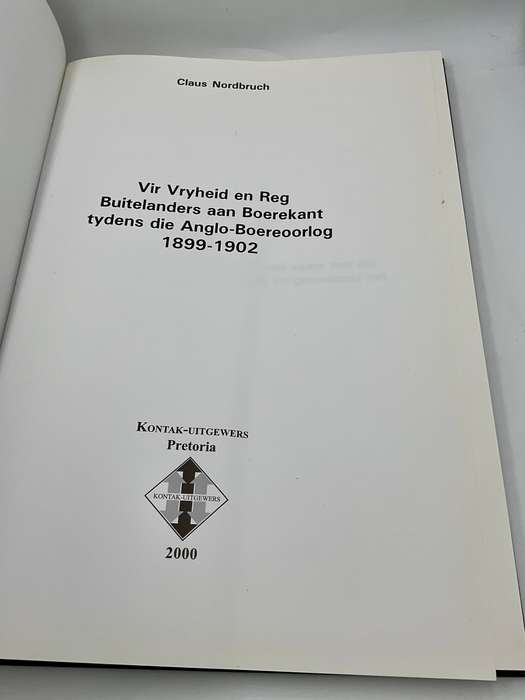 Claus Nordbruch
Vir Vryheid en Reg
Buitelanders aan Boerekant
tydens die Anglo-Boereoorlog
1899-1902
KONTAK-UITGEWERS
Pretoria
KONTAK-UITGEWERS
2000